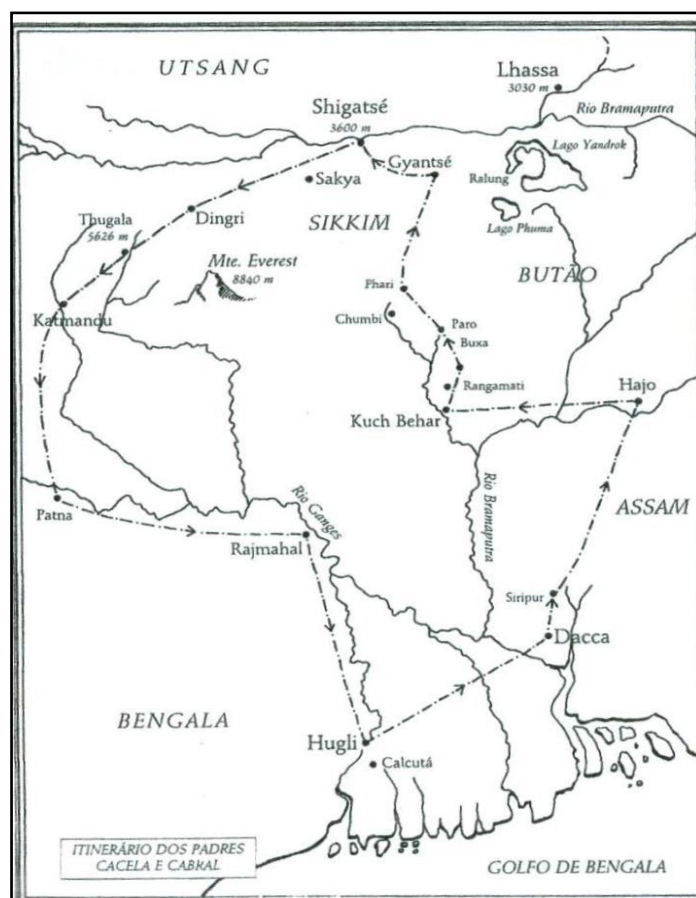 UTSANG
Lhassa
3030 m
Shigatsé
3600 m
Rio Bramaputra
Lago Yandrok
Gyantsé
Ralung
Sakya
Dingri
SIKKIM
Lago Phuma
Thugala
5626 m
Mte. Everest
8840 m
BUTÃO
Phari
Katmandu
Chumbi
Paro
Buxa
Rangamati
Hajo
Kuch Behar
Rio Ganges
Rio Bramaputra
Patna
ASSAM
Rajmahal
Siripur
Dacca
BENGALA
Hugli
Calcutá
ITINERÁRIO DOS PADRES
CACELA E CABRAL
GOLFO DE BENGALA